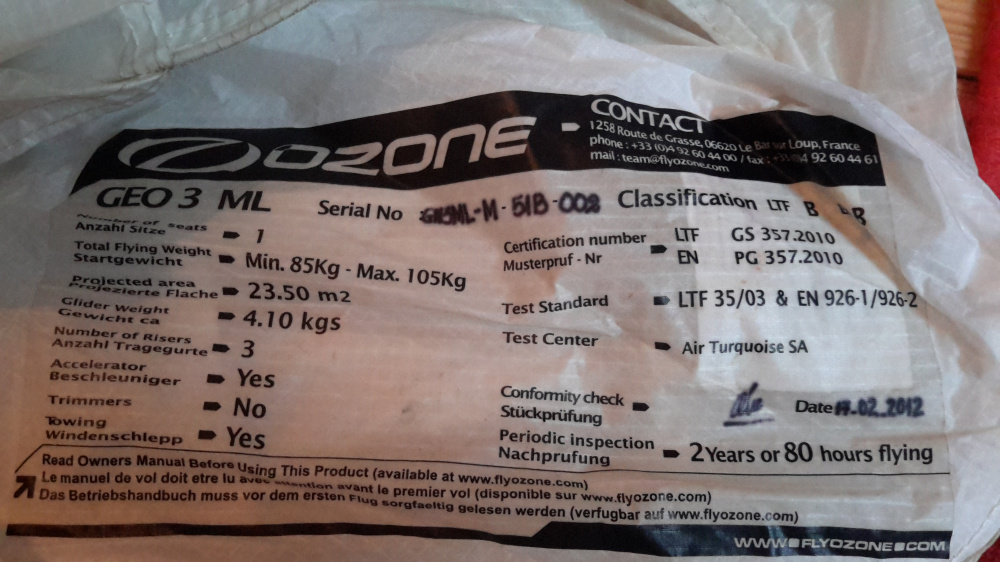 OZONE
CONTACT
1258 Route de Grasse, 06620 Le Bar sur Loup, France
phone : +33 (0)4 92 60 44 00 / fax : +33 (0)4 92 60 44 61
mail : team@flyozone.com
GEO 3 ML
Serial No -M-51B-002
Classification LTF B
Number of seats
Anzahl Sitze 1
Total Flying Weight
Startgewicht Min. 85Kg - Max. 105Kg
Projected area
Projezierte Flache 23.50 m2
Glider Weight
Gewicht ca 4.10 kgs
Number of Risers
Anzahl Tragegurte 3
Accelerator
Beschleuniger Yes
Trimmers No
Towing
Windenschlepp Yes
Certification number LTF GS 357.2010
Musterpruf - Nr EN PG 357.2010
Test Standard LTF 35/03 & EN 926-1/926-2
Test Center Air Turquoise SA
Conformity check
Stückprüfung
Date .02.2012
Periodic inspection
Nachprufung 2 Years or 80 hours flying
Read Owners Manual Before Using This Product (available at www.flyozone.com)
Le manuel de vol doit etre lu avec attention avant le premier vol (disponible sur www.flyozone.com)
Das Betriebshandbuch muss vor dem ersten Flug sorgfaeltig gelesen werden (verfugbar auf www.flyozone.com)
WWW.FLYOZONE.COM